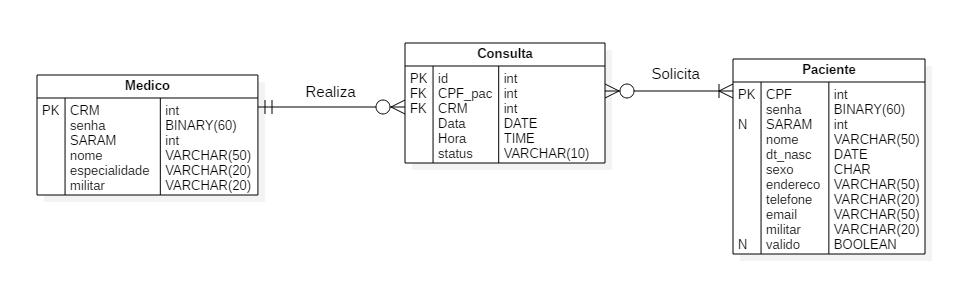 Medico
PK CRM int
senha BINARY(60)
SARAM int
nome VARCHAR(50)
especialidade VARCHAR(20)
militar VARCHAR(20)
Realiza
Consulta
PK id int
FK CPF_pac int
FK CRM int
Data DATE
Hora TIME
status VARCHAR(10)
Solicita
Paciente
PK CPF int
senha BINARY(60)
N SARAM int
nome VARCHAR(50)
dt_nasc DATE
sexo CHAR
endereco VARCHAR(50)
telefone VARCHAR(20)
email VARCHAR(50)
militar VARCHAR(20)
N valido BOOLEAN